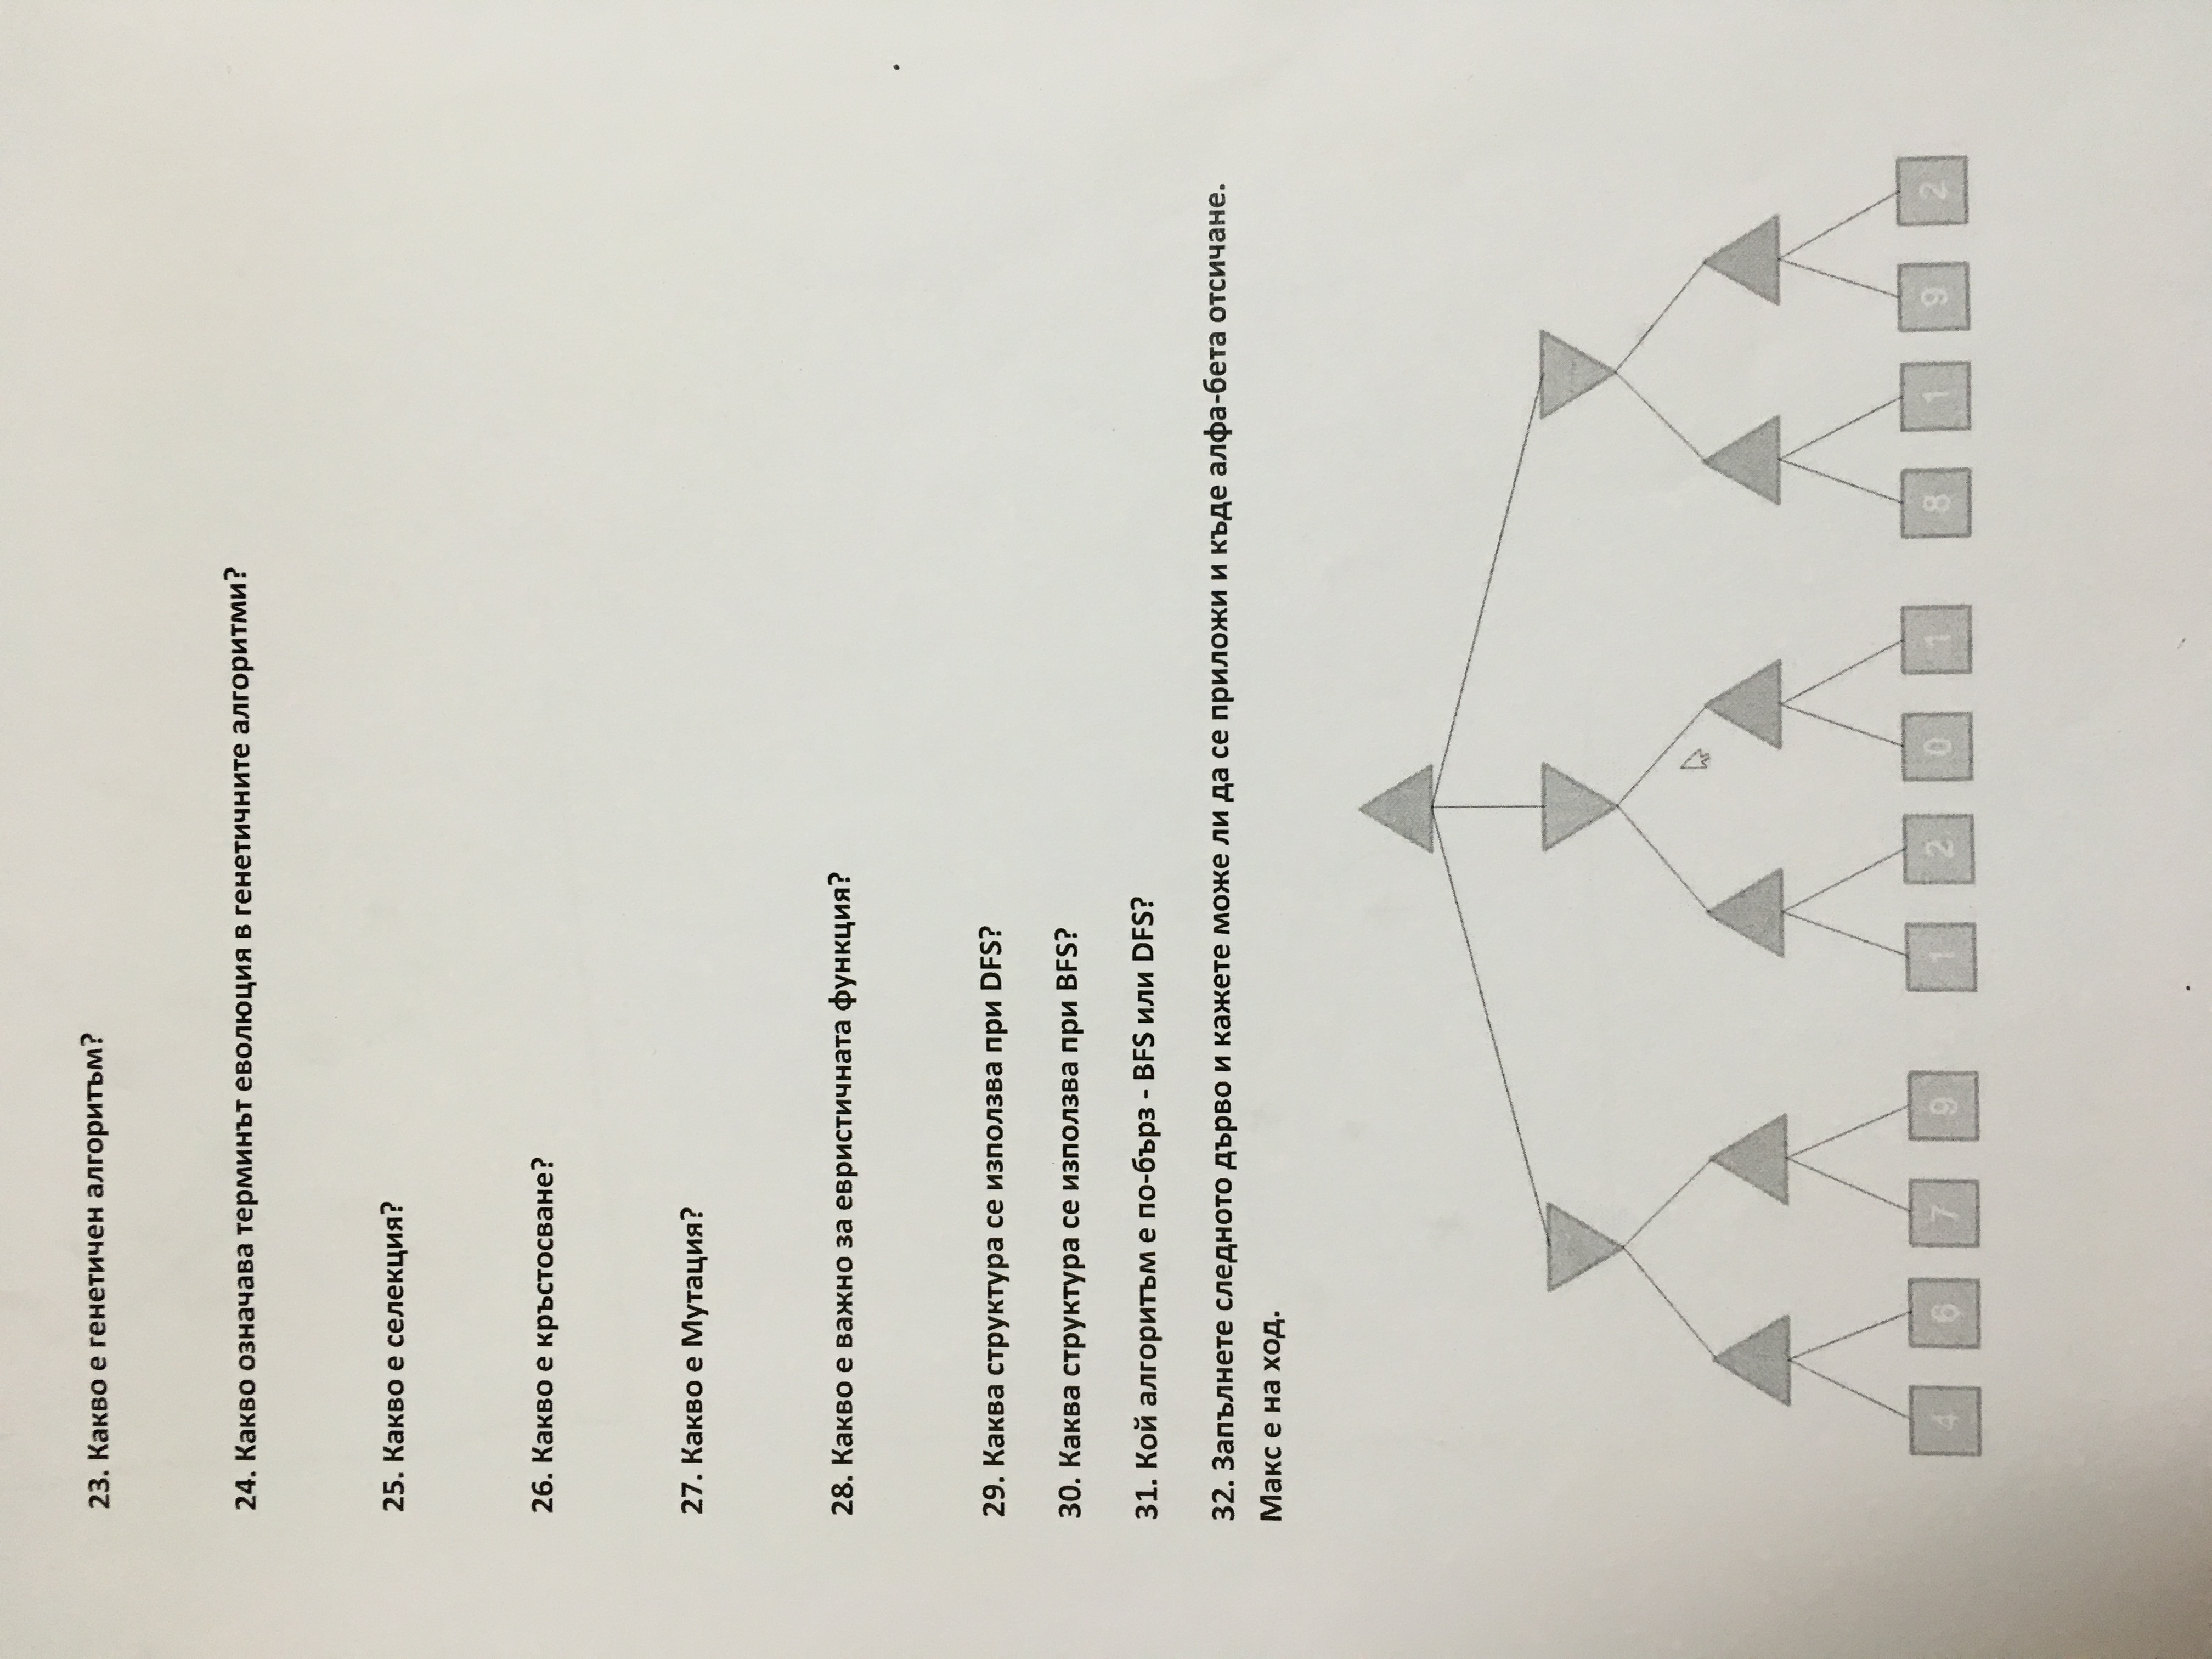 23. Какво е генетичен алгоритъм?
24. Какво означава терминът еволюция в генетичните алгоритми?
25. Какво е селекция?
26. Какво е кръстосване?
27. Какво е Мутация?
28. Какво е важно за евристичната функция?
29. Каква структура се използва при DFS?
30. Каква структура се използва при BFS?
31. Кой алгоритъм е по-бърз - BFS или DFS?
32. Запълнете следното дърво и кажете може ли да се приложи и къде алфа-бета отсичане.
Макс е на ход.
4 6 7 9 1 2 0 1 8 1 9 2